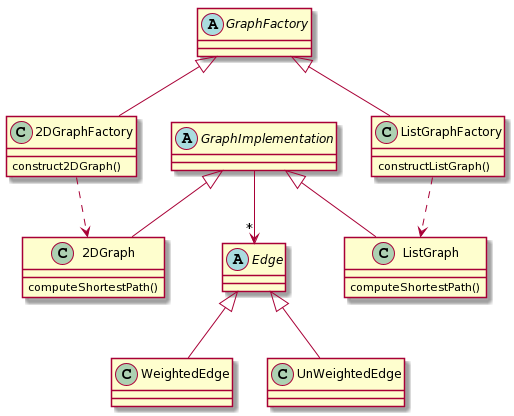 A GraphFactory
C 2DGraphFactory
construct2DGraph()
A GraphImplementation
C ListGraphFactory
constructListGraph()
*
C 2DGraph
computeShortestPath()
A Edge
C ListGraph
computeShortestPath()
C WeightedEdge
C UnWeightedEdge